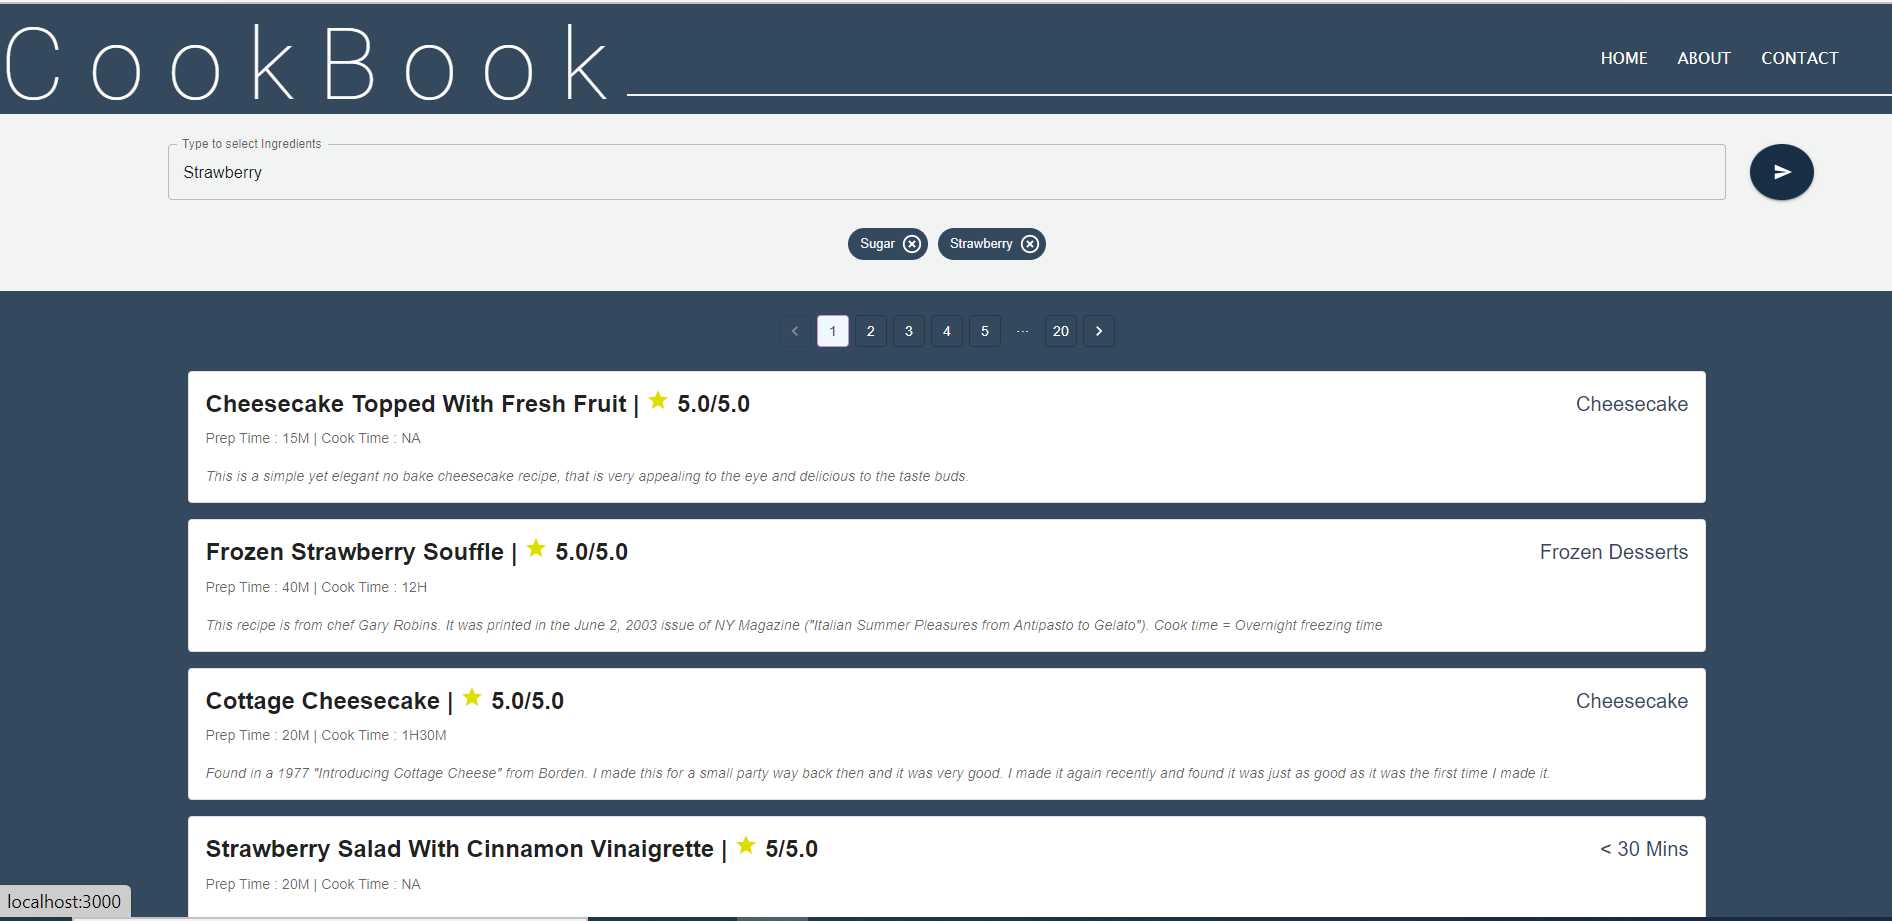 CookBook
HOME ABOUT CONTACT
Type to select Ingredients
Strawberry
Sugar Strawberry
1 2 3 4 5 ... 20
Cheesecake Topped With Fresh Fruit | 5.0/5.0 Cheesecake
Prep Time : 15M | Cook Time : NA
This is a simple yet elegant no bake cheesecake recipe, that is very appealing to the eye and delicious to the taste buds.
Frozen Strawberry Souffle | 5.0/5.0 Frozen Desserts
Prep Time : 40M | Cook Time : 12H
This recipe is from chef Gary Robins. It was printed in the June 2, 2003 issue of NY Magazine ("Italian Summer Pleasures from Antipasto to Gelato"). Cook time = Overnight freezing time
Cottage Cheesecake | 5.0/5.0 Cheesecake
Prep Time : 20M | Cook Time : 1H30M
Found in a 1977 "Introducing Cottage Cheese" from Borden. I made this for a small party way back then and it was very good. I made it again recently and found it was just as good as it was the first time I made it.
Strawberry Salad With Cinnamon Vinaigrette | 5/5.0 < 30 Mins
Prep Time : 20M | Cook Time : NA
localhost:3000